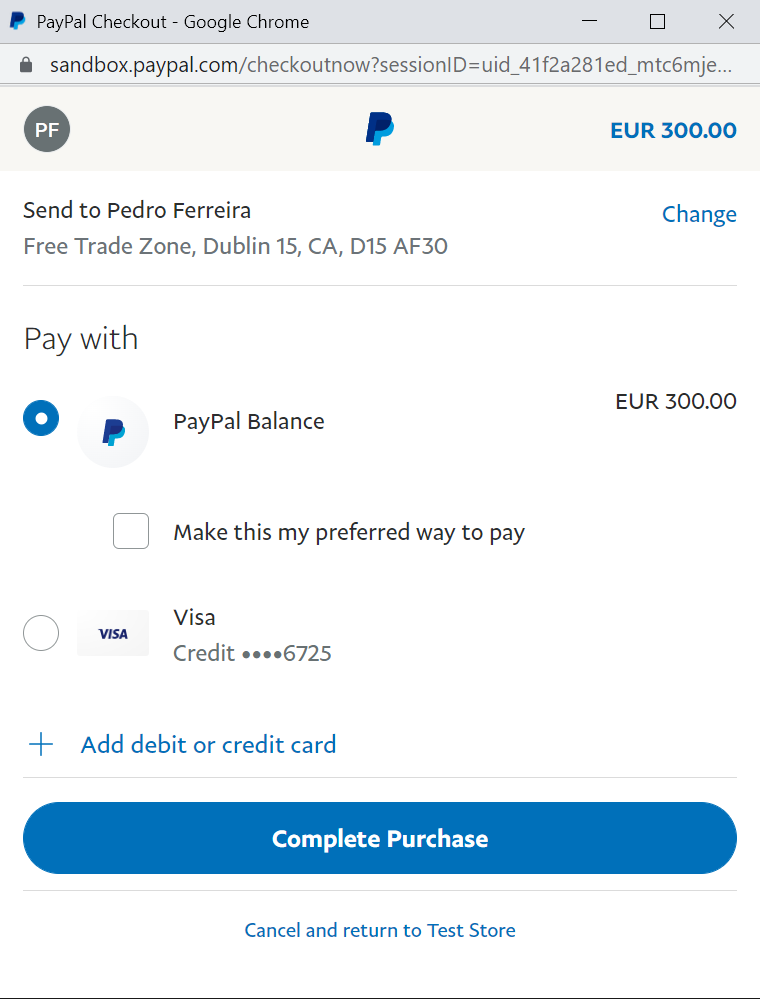 PayPal Checkout - Google Chrome
sandbox.paypal.com/checkoutnow?sessionID=uid_41f2a281ed_mtc6mje...
PF
EUR 300.00
Send to Pedro Ferreira
Change
Free Trade Zone, Dublin 15, CA, D15 AF30
Pay with
EUR 300.00
PayPal Balance
Make this my preferred way to pay
Visa
VISA
Credit ••••6725
Add debit or credit card
Complete Purchase
Cancel and return to Test Store